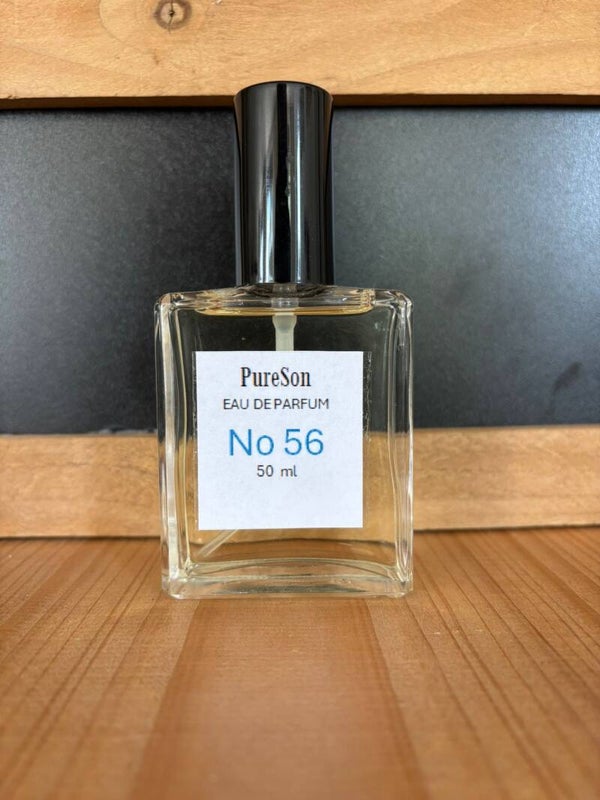 PureSon
EAU DE PARFUM
No 56
50 ml